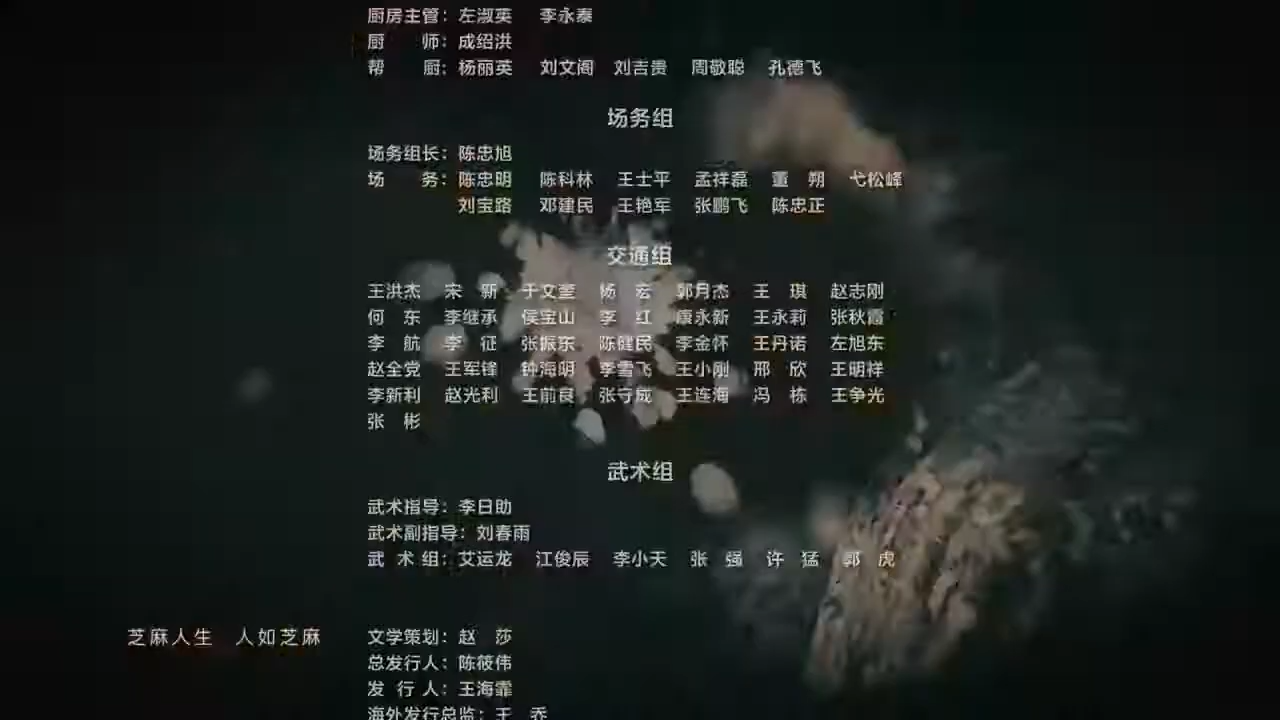 厨房主管：左淑英 李永泰
厨 师：成绍洪
帮 厨：杨丽英 刘文阁 刘吉贵 周敬聪 孔德飞
场务组
场务组长：陈忠旭
场 务：陈忠明 陈科林 王士平 孟祥磊 董 朔 弋松峰
刘宝路 邓建民 王艳军 张鹏飞 陈忠正
交通组
王洪杰 宋 新 于文奎 杨 宏 郭月杰 王 琪 赵志刚
何 东 李继承 侯宝山 李 红 康永新 王永莉 张秋霞
李 航 李 征 张振东 陈健民 李金怀 王丹诺 左旭东
赵全党 王军锋 钟海明 李雪飞 王小刚 邢 欣 王明祥
李新利 赵光利 王前良 张守成 王连海 冯 栋 王争光
张 彬
武术组
武术指导：李日助
武术副指导：刘春雨
武 术 组：艾运龙 江俊辰 李小天 张 强 许 猛 郭 虎
芝麻人生 人如芝麻
文学策划：赵 莎
总发行人：陈筱伟
发 行 人：王海霏
海外发行总监：王 乔